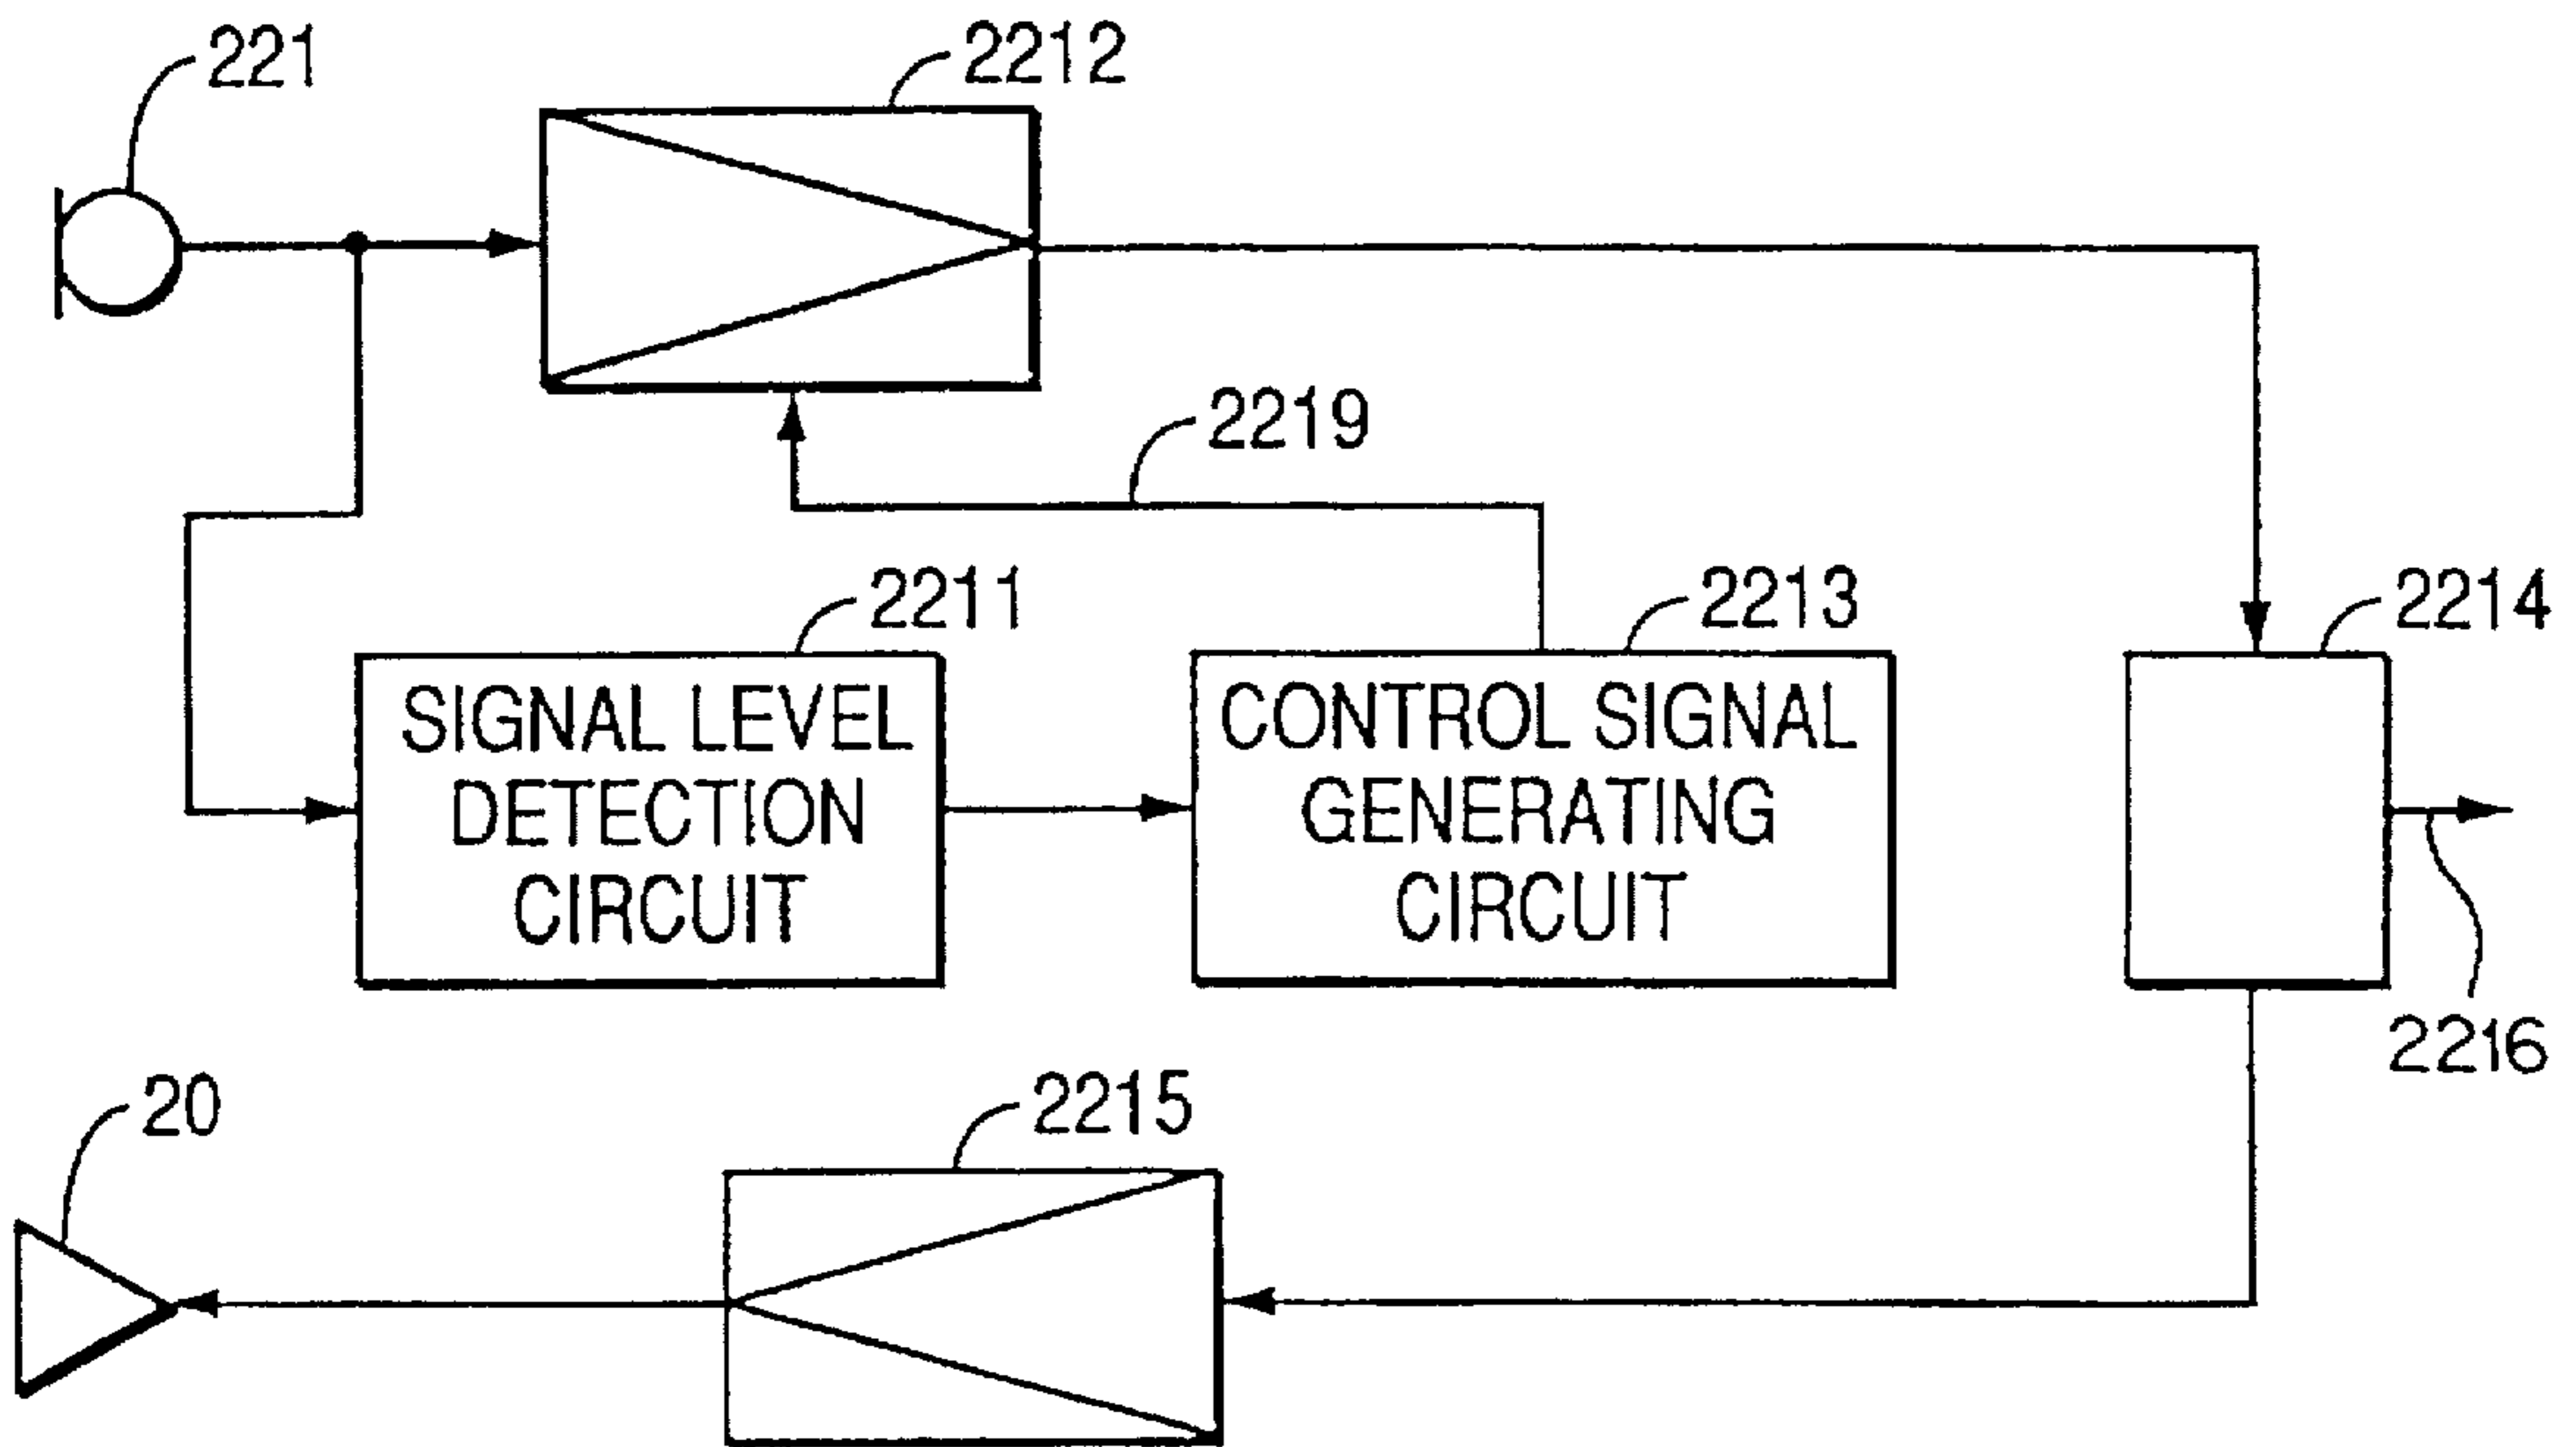 221
2212
2219
2211
2213
2214
SIGNAL LEVEL
DETECTION
CIRCUIT
CONTROL SIGNAL
GENERATING
CIRCUIT
2216
20
2215